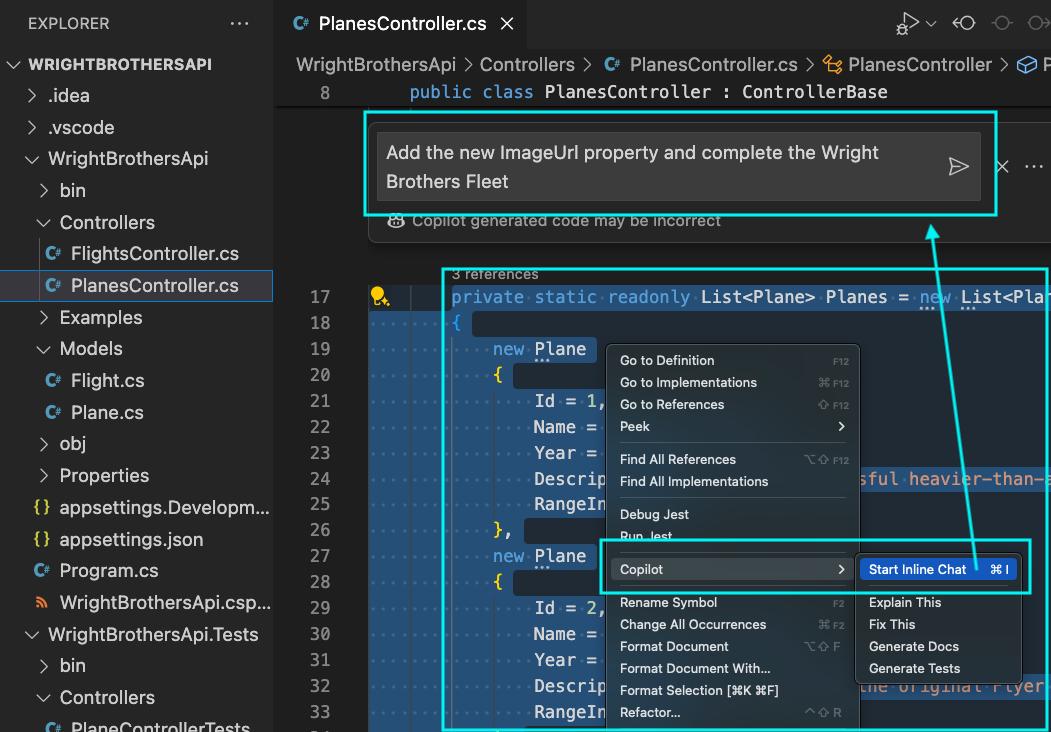 EXPLORER
WRIGHTBROTHERSAPI
.idea
.vscode
WrightBrothersApi
bin
Controllers
C# FlightsController.cs
C# PlanesController.cs
Examples
Models
C# Flight.cs
C# Plane.cs
obj
Properties
{} appsettings.Developm...
{} appsettings.json
C# Program.cs
WrightBrothersApi.csp...
WrightBrothersApi.Tests
bin
Controllers
C# PlaneControllerTests
C# PlanesController.cs
WrightBrothersApi > Controllers > C# PlanesController.cs > PlanesController >
8 public class PlanesController : ControllerBase
Add the new ImageUrl property and complete the Wright
Brothers Fleet
Copilot generated code may be incorrect
3 references
17 private static readonly List<Plane> Planes = new List<Plan
18 {
19 new Plane
20 {
21 Id = 1,
22 Name =
23 Year =
24 Descrip sful heavier-than-a
25 RangeIn
26 },
27 new Plane
28 {
29 Id = 2,
30 Name =
31 Year =
32 Descrip the original Flyer
33 RangeIn
Go to Definition F12
Go to Implementations ⌘ F12
Go to References ⇧ F12
Peek
Find All References ⌥⇧ F12
Find All Implementations
Debug Jest
Run Jest
Copilot
Rename Symbol F2
Change All Occurrences ⌘ F2
Format Document ⌥⇧ F
Format Document With...
Format Selection [⌘K ⌘F]
Refactor... ^⇧ R
Start Inline Chat ⌘ I
Explain This
Fix This
Generate Docs
Generate Tests